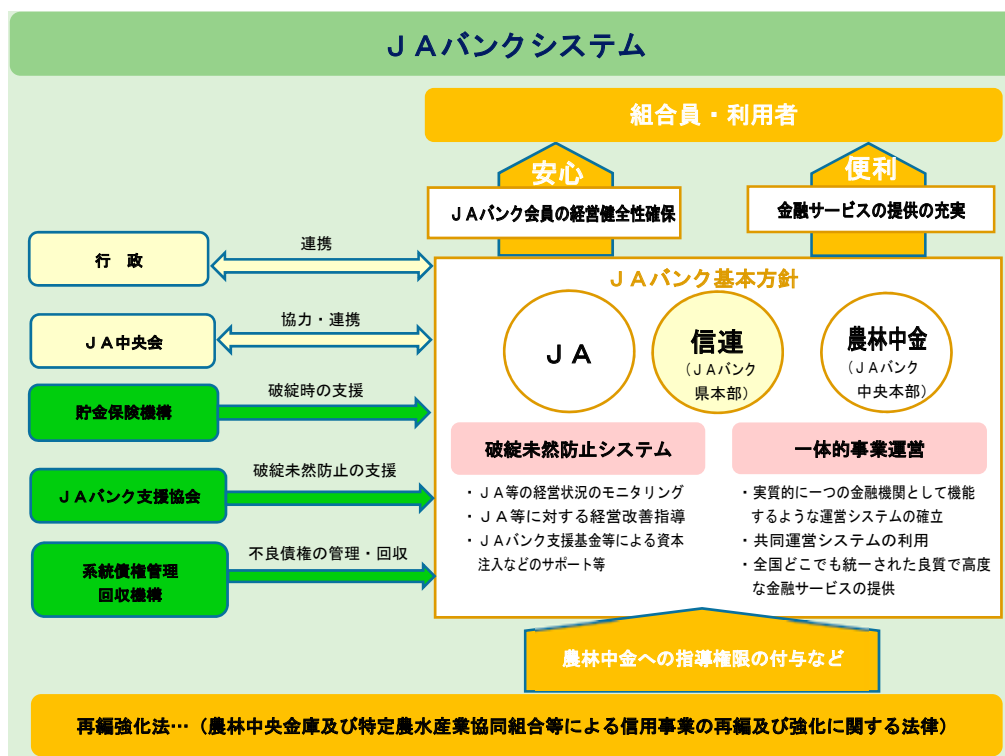 ＪＡバンクシステム
組合員・利用者
安心
便利
ＪＡバンク会員の経営健全性確保
金融サービスの提供の充実
行　政
連携
ＪＡ中央会
協力・連携
貯金保険機構
破綻時の支援
ＪＡバンク支援協会
破綻未然防止の支援
系統債権管理
回収機構
不良債権の管理・回収
ＪＡバンク基本方針
ＪＡ
信連
（ＪＡバンク
県本部）
農林中金
（ＪＡバンク
中央本部）
破綻未然防止システム
・ＪＡ等の経営状況のモニタリング
・ＪＡ等に対する経営改善指導
・ＪＡバンク支援基金等による資本
注入などのサポート等
一体的事業運営
・実質的に一つの金融機関として機能
するような運営システムの確立
・共同運営システムの利用
・全国どこでも統一された良質で高度
な金融サービスの提供
農林中金への指導権限の付与など
再編強化法…（農林中央金庫及び特定農水産業協同組合等による信用事業の再編及び強化に関する法律）